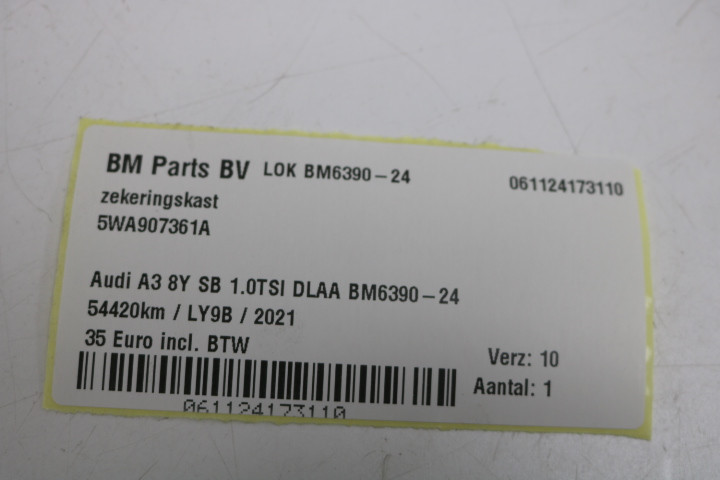 BM Parts BV LOK BM6390-24 061124173110
zekeringskast
5WA907361A
Audi A3 8Y SB 1.0TSI DLAA BM6390-24
54420km / LY9B / 2021
35 Euro incl. BTW
Verz: 10
Aantal: 1
061124173110